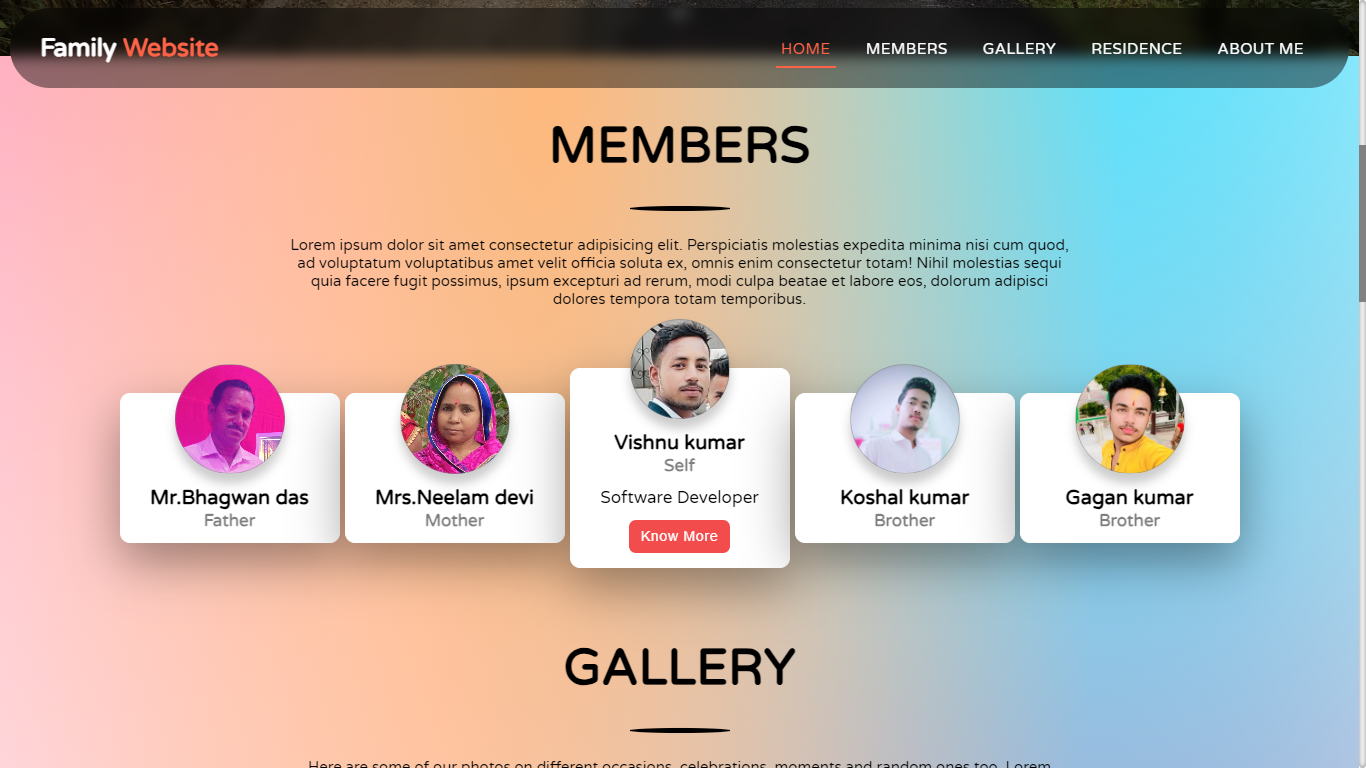 Family Website
HOME
MEMBERS
GALLERY
RESIDENCE
ABOUT ME
MEMBERS
Lorem ipsum dolor sit amet consectetur adipisicing elit. Perspiciatis molestias expedita minima nisi cum quod,
ad voluptatum voluptatibus amet velit officia soluta ex, omnis enim consectetur totam! Nihil molestias sequi
quia facere fugit possimus, ipsum excepturi ad rerum, modi culpa beatae et labore eos, dolorum adipisci
dolores tempora totam temporibus.
Mr.Bhagwan das
Father
Mrs.Neelam devi
Mother
Vishnu kumar
Self
Software Developer
Know More
Koshal kumar
Brother
Gagan kumar
Brother
GALLERY
Here are some of our photos on different occasions, celebrations, moments and random ones too. Lorem